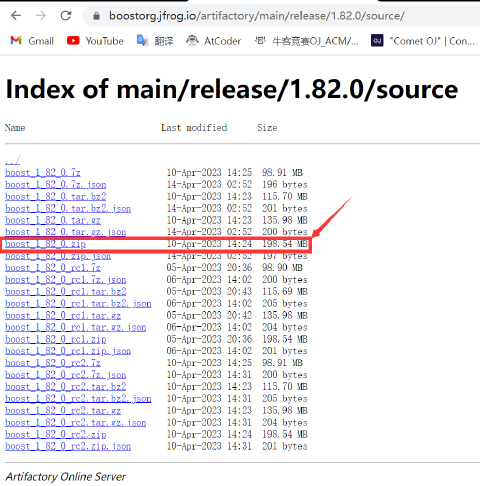 boostorg.jfrog.io/artifactory/main/release/1.82.0/source/
Gmail YouTube 翻译 AtCoder 牛客竞赛OJ_ACM/... "Comet OJ" | Con...
Index of main/release/1.82.0/source
Name Last modified Size
../
boost_1_82_0.7z 10-Apr-2023 14:25 98.91 MB
boost_1_82_0.7z.json 14-Apr-2023 02:52 196 bytes
boost_1_82_0.tar.bz2 10-Apr-2023 14:23 115.70 MB
boost_1_82_0.tar.bz2.json 14-Apr-2023 02:52 201 bytes
boost_1_82_0.tar.gz 10-Apr-2023 14:23 135.98 MB
boost_1_82_0.tar.gz.json 14-Apr-2023 02:52 200 bytes
boost_1_82_0.zip 10-Apr-2023 14:24 198.54 MB
boost_1_82_0.zip.json 14-Apr-2023 02:52 197 bytes
boost_1_82_0_rc1.7z 05-Apr-2023 20:36 98.90 MB
boost_1_82_0_rc1.7z.json 06-Apr-2023 14:02 200 bytes
boost_1_82_0_rc1.tar.bz2 05-Apr-2023 20:43 115.69 MB
boost_1_82_0_rc1.tar.bz2.json 06-Apr-2023 14:02 205 bytes
boost_1_82_0_rc1.tar.gz 05-Apr-2023 20:42 135.98 MB
boost_1_82_0_rc1.tar.gz.json 06-Apr-2023 14:02 204 bytes
boost_1_82_0_rc1.zip 05-Apr-2023 20:36 198.54 MB
boost_1_82_0_rc1.zip.json 06-Apr-2023 14:02 201 bytes
boost_1_82_0_rc2.7z 10-Apr-2023 14:25 98.91 MB
boost_1_82_0_rc2.7z.json 10-Apr-2023 14:31 200 bytes
boost_1_82_0_rc2.tar.bz2 10-Apr-2023 14:23 115.70 MB
boost_1_82_0_rc2.tar.bz2.json 10-Apr-2023 14:31 205 bytes
boost_1_82_0_rc2.tar.gz 10-Apr-2023 14:23 135.98 MB
boost_1_82_0_rc2.tar.gz.json 10-Apr-2023 14:31 204 bytes
boost_1_82_0_rc2.zip 10-Apr-2023 14:24 198.54 MB
boost_1_82_0_rc2.zip.json 10-Apr-2023 14:31 201 bytes
Artifactory Online Server